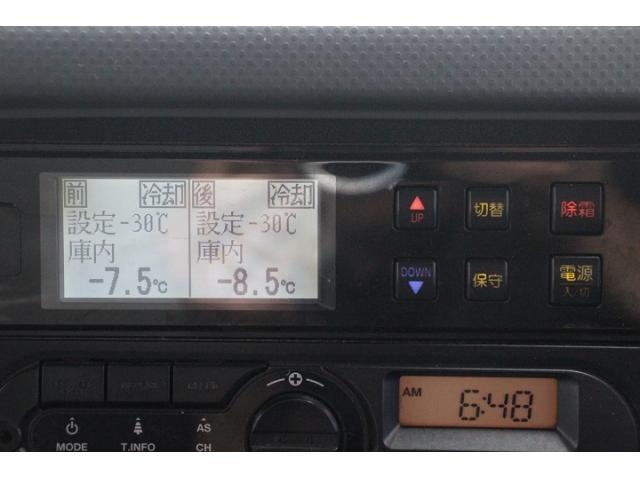 前 冷却 後 冷却
設定-30℃ 設定-30℃
庫内 庫内
-7.5℃ -8.5℃
UP 切替 除霜
DOWN 保守 電源
入/切
AM 6:48
MODE T.INFO AS
CH